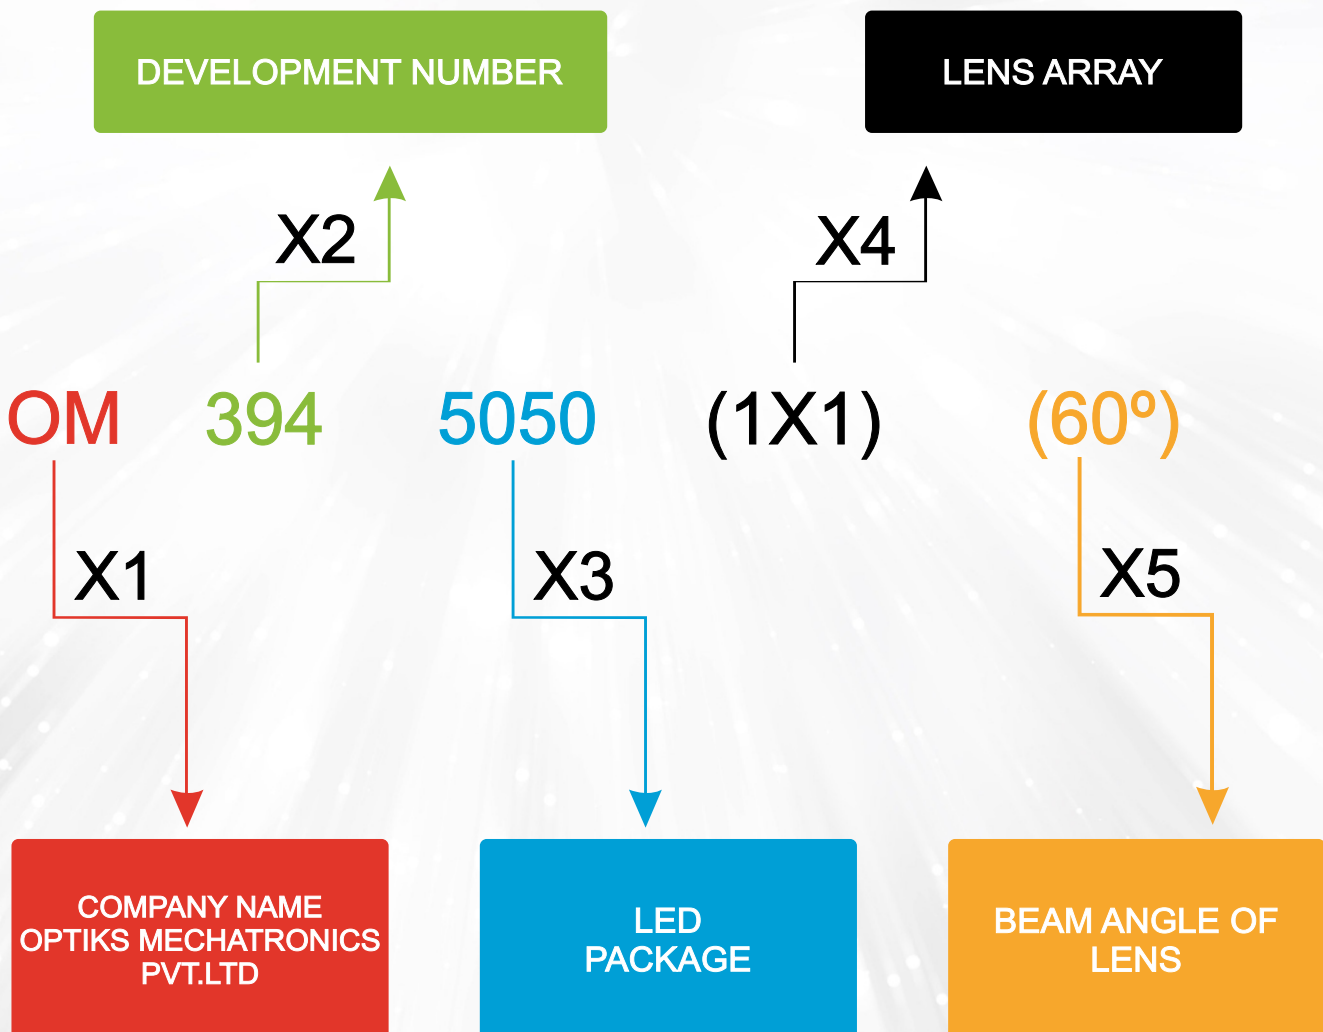 DEVELOPMENT NUMBER
LENS ARRAY
X2
X4
OM 394 5050 (1X1) (60º)
X1
X3
X5
COMPANY NAME
OPTIKS MECHATRONICS
PVT.LTD
LED
PACKAGE
BEAM ANGLE OF
LENS